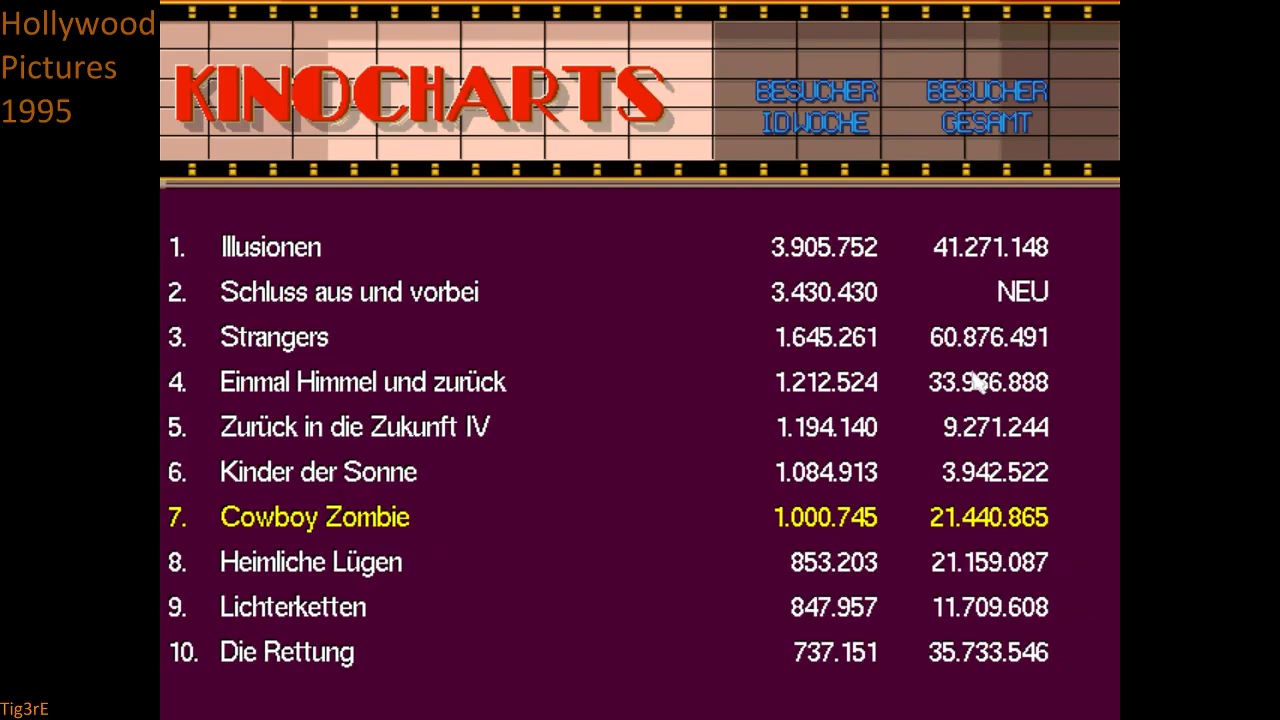 Hollywood
Pictures
1995
KINOCHARTS
BESUCHER BESUCHER
ID WOCHE GESAMT
1. Illusionen 3.905.752 41.271.148
2. Schluss aus und vorbei 3.430.430 NEU
3. Strangers 1.645.261 60.876.491
4. Einmal Himmel und zurück 1.212.524
5. Zurück in die Zukunft IV 1.194.140 9.271.244
6. Kinder der Sonne 1.084.913 3.942.522
7. Cowboy Zombie 1.000.745 21.440.865
8. Heimliche Lügen 853.203 21.159.087
9. Lichterketten 847.957 11.709.608
10. Die Rettung 737.151 35.733.546
Tig3rE